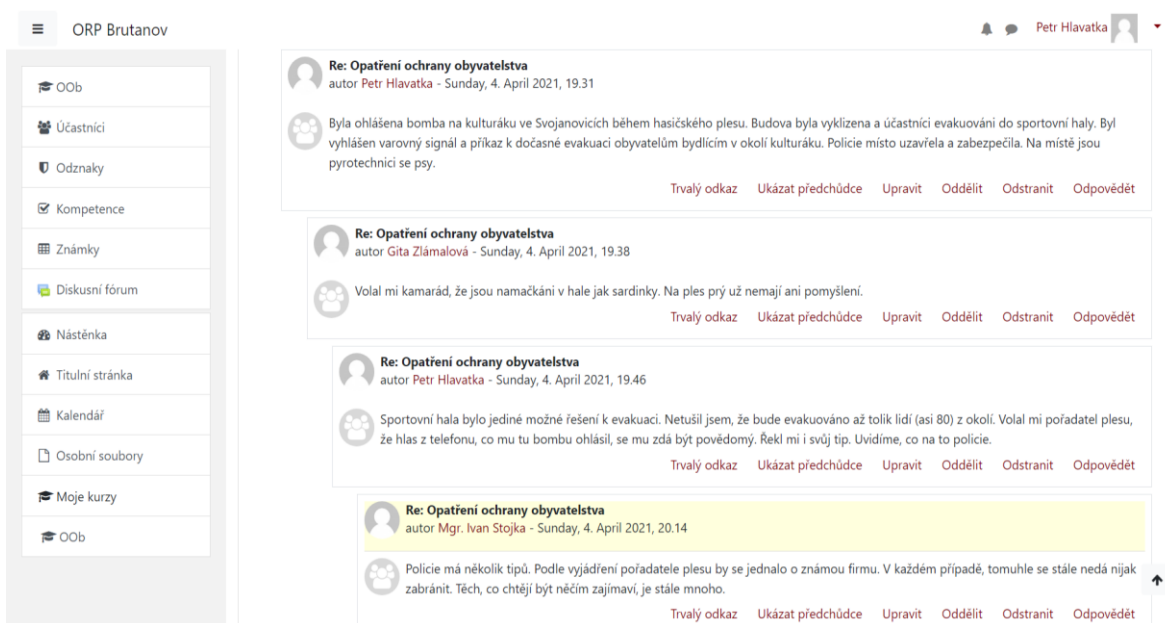 ORP Brutanov
Petr Hlavatka
OOb
Účastníci
Odznaky
Kompetence
Známky
Diskusní fórum
Nástěnka
Titulní stránka
Kalendář
Osobní soubory
Moje kurzy
OOb
Re: Opatření ochrany obyvatelstva
autor Petr Hlavatka - Sunday, 4. April 2021, 19.31
Byla ohlášena bomba na kulturáku ve Svojanovicích během hasičského plesu. Budova byla vyklizena a účastníci evakuováni do sportovní haly. Byl
vyhlášen varovný signál a příkaz k dočasné evakuaci obyvatelům bydlícím v okolí kulturáku. Policie místo uzavřela a zabezpečila. Na místě jsou
pyrotechnici se psy.
Trvalý odkaz Ukázat předchůdce Upravit Oddělit Odstranit Odpovědět
Re: Opatření ochrany obyvatelstva
autor Gita Zlámalová - Sunday, 4. April 2021, 19.38
Volal mi kamarád, že jsou namačkáni v hale jak sardinky. Na ples prý už nemají ani pomyšlení.
Trvalý odkaz Ukázat předchůdce Upravit Oddělit Odstranit Odpovědět
Re: Opatření ochrany obyvatelstva
autor Petr Hlavatka - Sunday, 4. April 2021, 19.46
Sportovní hala bylo jediné možné řešení k evakuaci. Netušil jsem, že bude evakuováno až tolik lidí (asi 80) z okolí. Volal mi pořadatel plesu,
že hlas z telefonu, co mu tu bombu ohlásil, se mu zdá být povědomý. Řekl mi i svůj tip. Uvidíme, co na to policie.
Trvalý odkaz Ukázat předchůdce Upravit Oddělit Odstranit Odpovědět
Re: Opatření ochrany obyvatelstva
autor Mgr. Ivan Stojka - Sunday, 4. April 2021, 20.14
Policie má několik tipů. Podle vyjádření pořadatele plesu by se jednalo o známou firmu. V každém případě, tomuhle se stále nedá nijak
zabránit. Těch, co chtějí být něčím zajímaví, je stále mnoho.
Trvalý odkaz Ukázat předchůdce Upravit Oddělit Odstranit Odpovědět